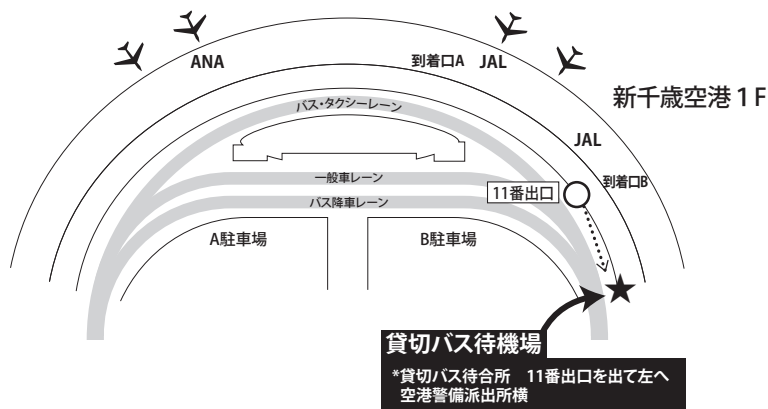 ANA
到着口A
JAL
新千歳空港1F
バス・タクシーレーン
JAL
到着口B
一般車レーン
11番出口
バス降車レーン
A駐車場
B駐車場
貸切バス待機場
*貸切バス待合所 11番出口を出て左へ
空港警備派出所横